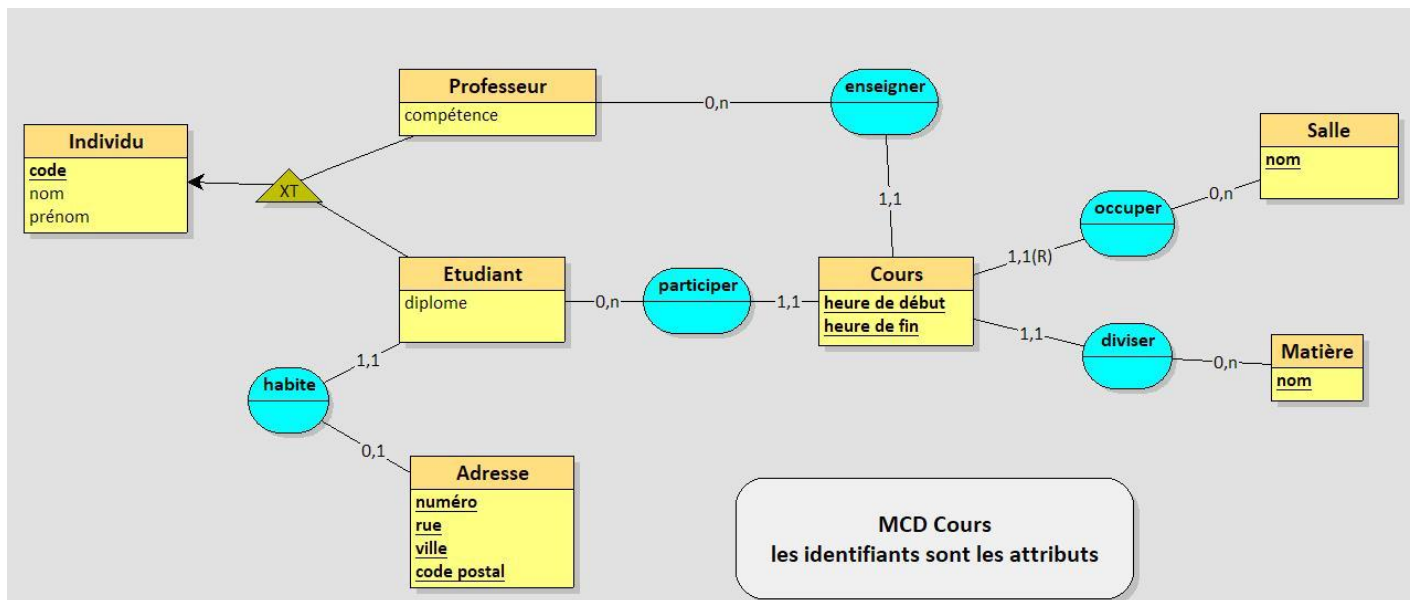 Professeur
compétence
0,n
enseigner
Individu
code
nom
prénom
XT
Salle
nom
1,1
occuper
0,n
1,1(R)
Etudiant
diplome
0,n
participer
1,1
Cours
heure de début
heure de fin
1,1
diviser
0,n
Matière
nom
1,1
habite
0,1
Adresse
numéro
rue
ville
code postal
MCD Cours
les identifiants sont les attributs